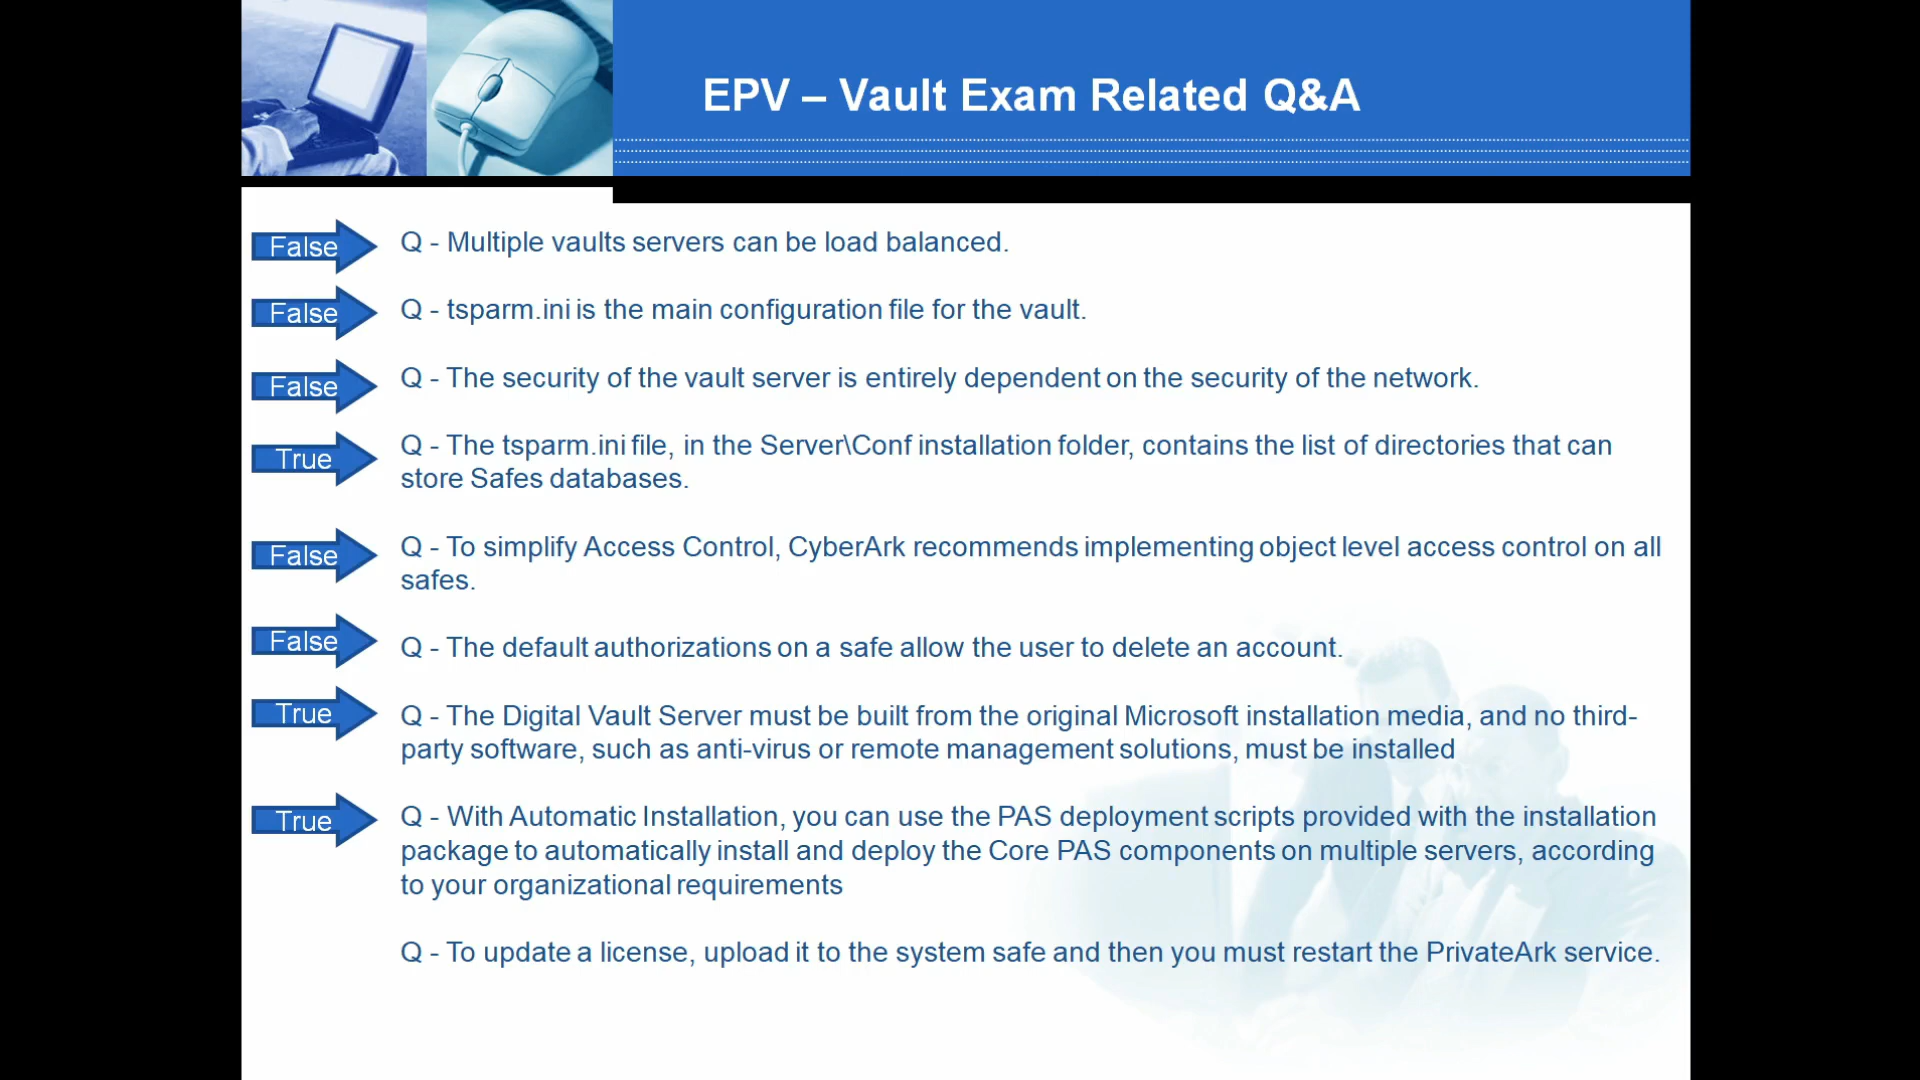 EPV – Vault Exam Related Q&A
False
Q - Multiple vaults servers can be load balanced.
False
Q - tsparm.ini is the main configuration file for the vault.
False
Q - The security of the vault server is entirely dependent on the security of the network.
True
Q - The tsparm.ini file, in the Server\Conf installation folder, contains the list of directories that can
store Safes databases.
False
Q - To simplify Access Control, CyberArk recommends implementing object level access control on all
safes.
False
Q - The default authorizations on a safe allow the user to delete an account.
True
Q - The Digital Vault Server must be built from the original Microsoft installation media, and no third-
party software, such as anti-virus or remote management solutions, must be installed
True
Q - With Automatic Installation, you can use the PAS deployment scripts provided with the installation
package to automatically install and deploy the Core PAS components on multiple servers, according
to your organizational requirements
Q - To update a license, upload it to the system safe and then you must restart the PrivateArk service.